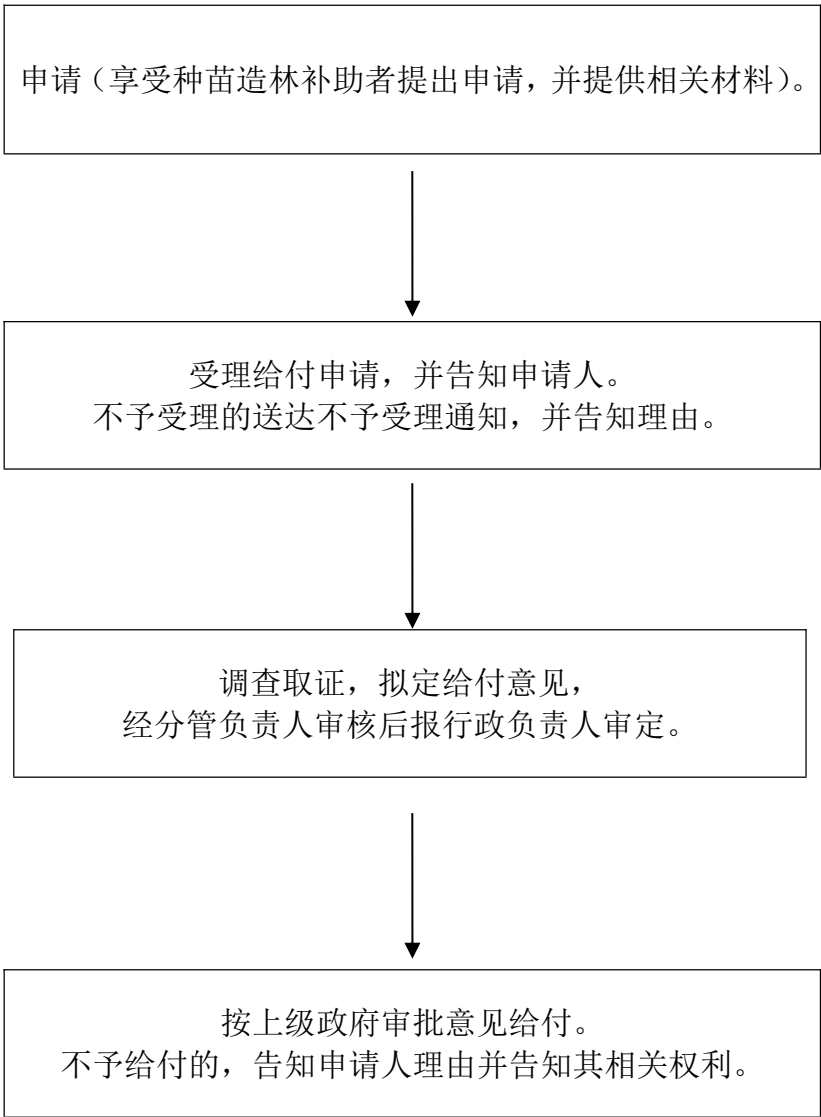 申请（享受种苗造林补助者提出申请，并提供相关材料）。
受理给付申请，并告知申请人。
不予受理的送达不予受理通知，并告知理由。
调查取证，拟定给付意见，
经分管负责人审核后报行政负责人审定。
按上级政府审批意见给付。
不予给付的，告知申请人理由并告知其相关权利。